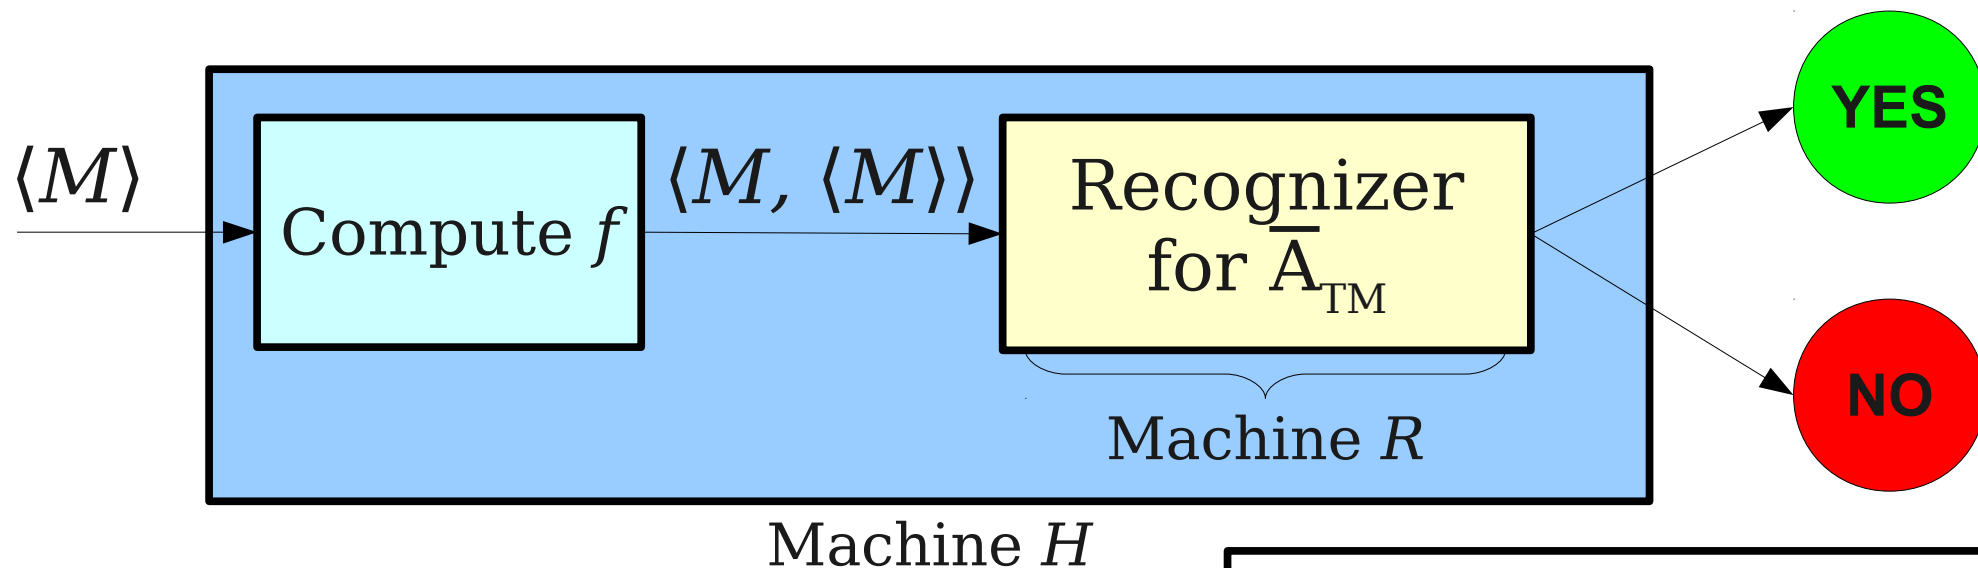 ⟨M⟩
Compute f
⟨M, ⟨M⟩⟩
Recognizer
for A̅TM
Machine R
Machine H
YES
NO